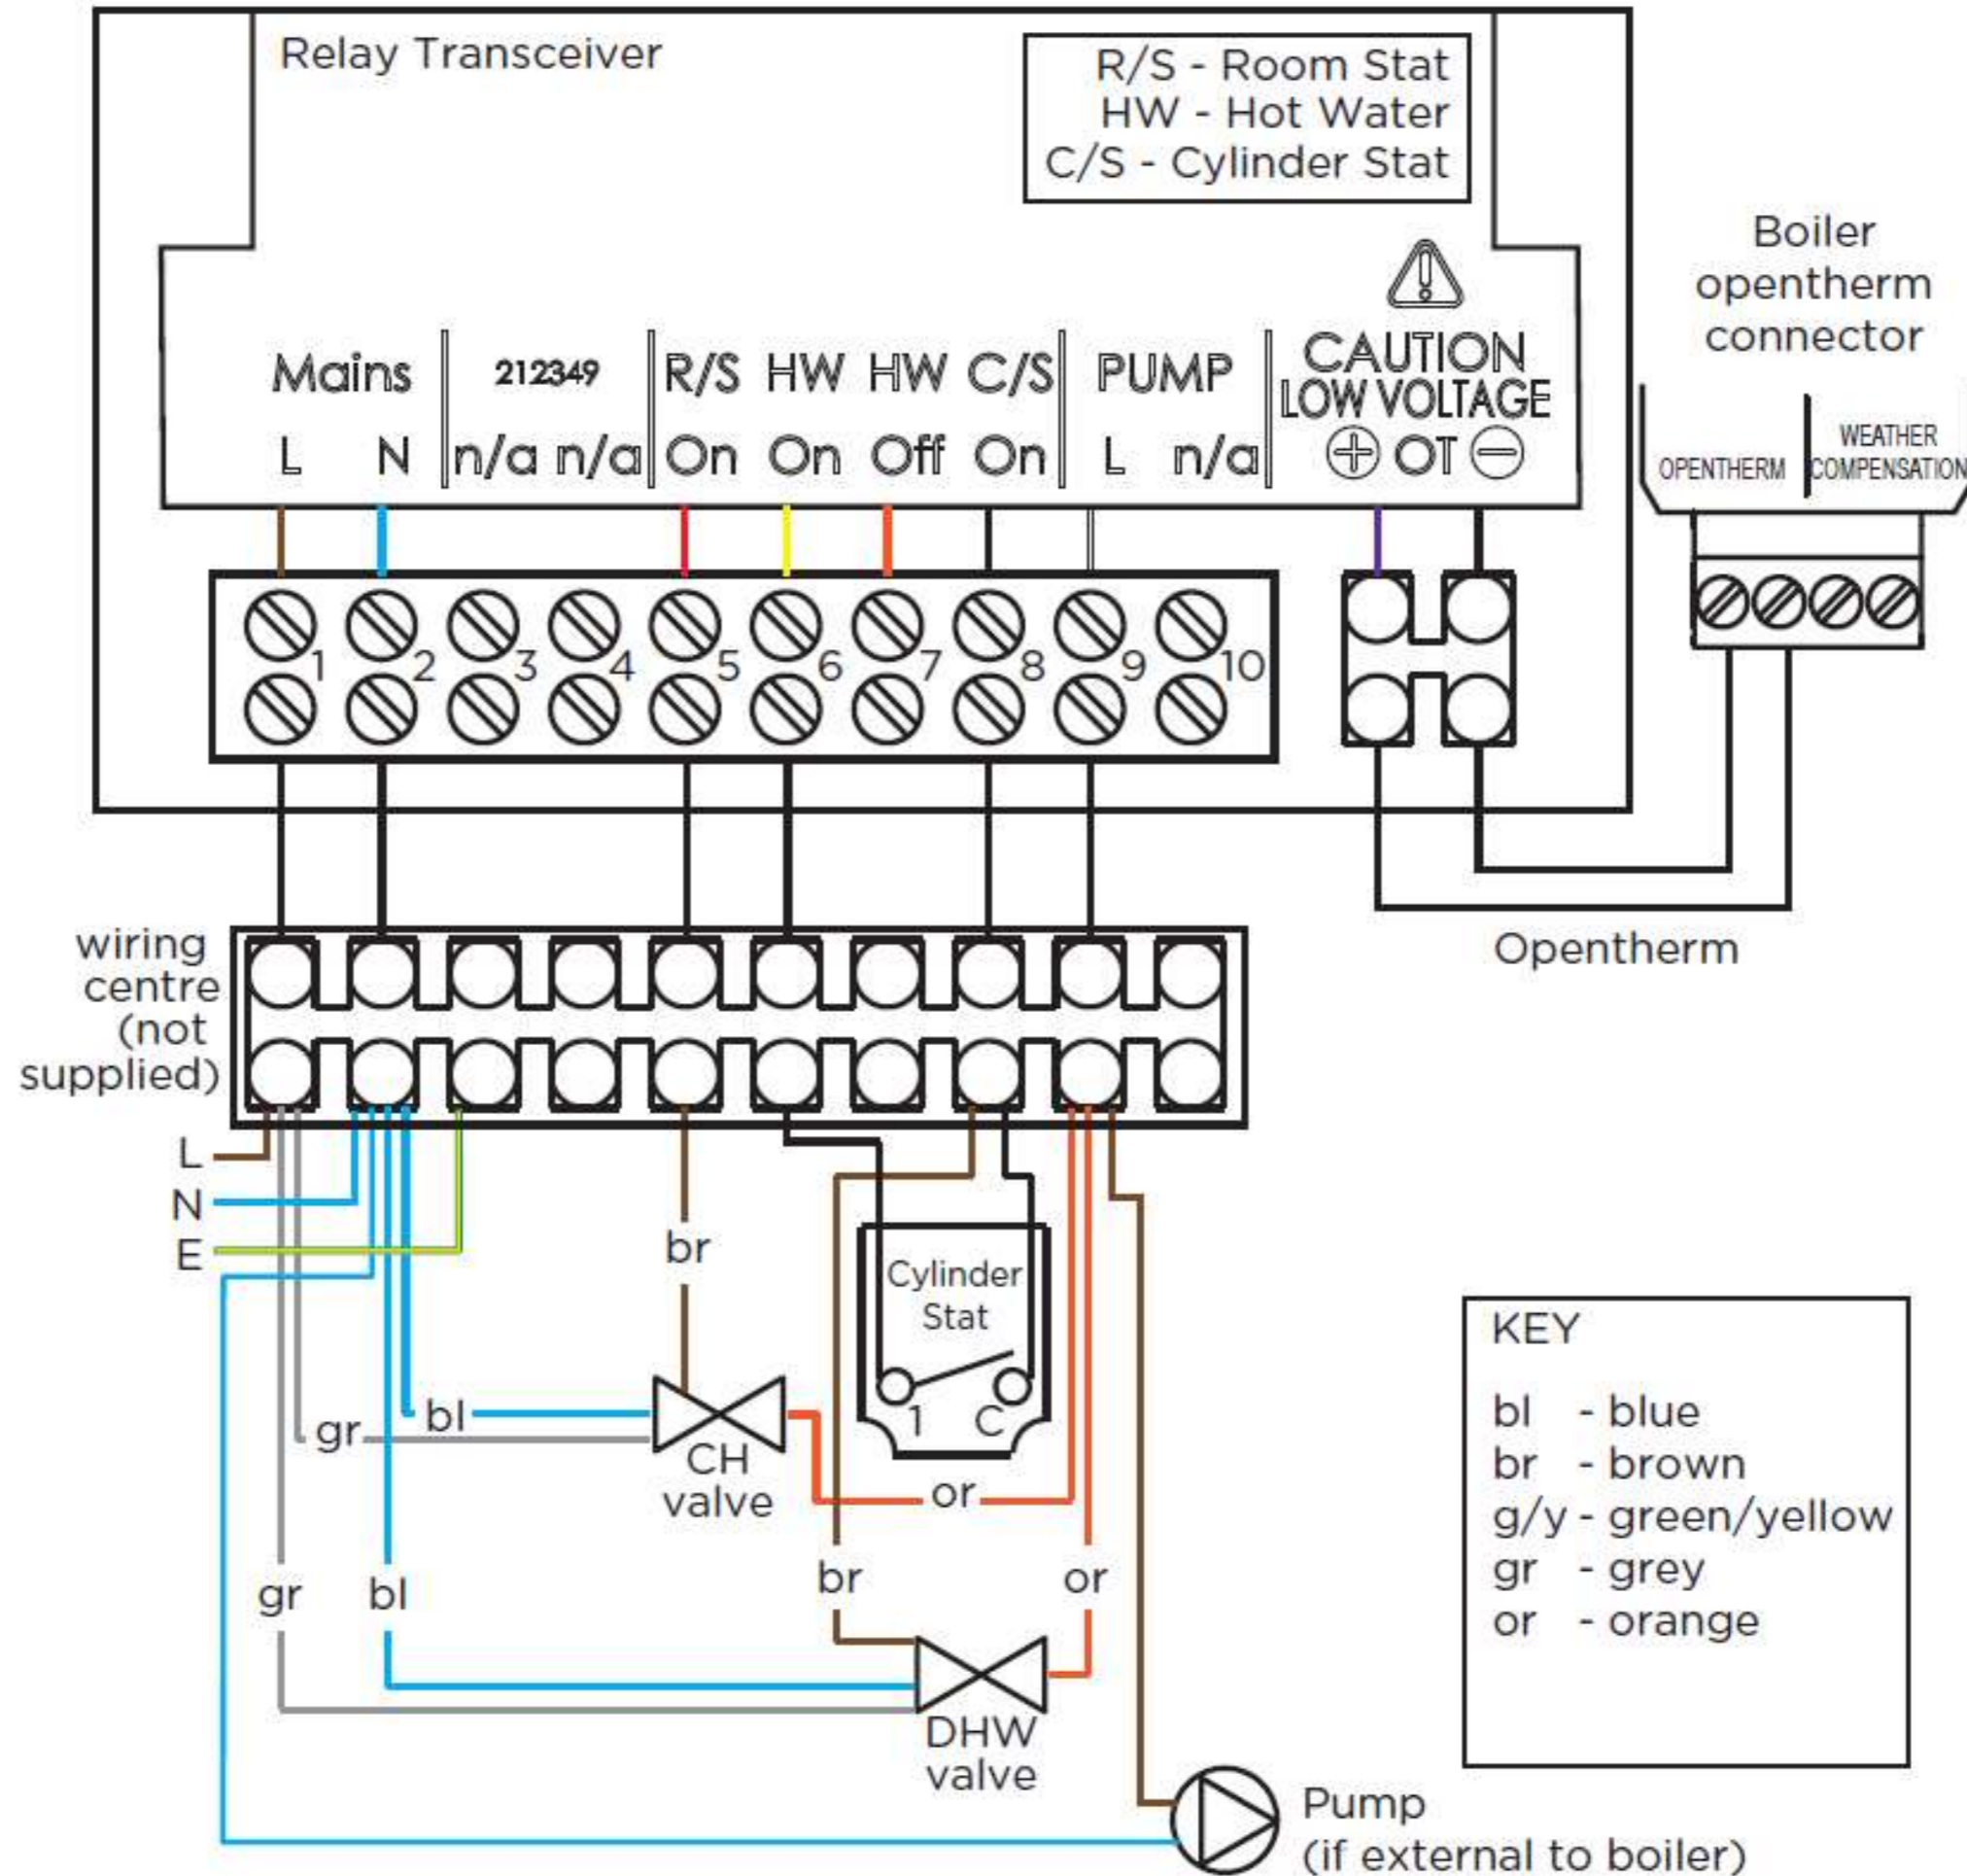 Relay Transceiver
R/S - Room Stat
HW - Hot Water
C/S - Cylinder Stat
Boiler
opentherm
connector
Mains
212349
R/S HW HW C/S
PUMP
CAUTION
LOW VOLTAGE
L N n/a n/a On On Off On L n/a
+ OT −
OPENTHERM
WEATHER
COMPENSATION
1 2 3 4 5 6 7 8 9 10
Opentherm
wiring
centre
(not
supplied)
L
N
E
br
Cylinder
Stat
1 C
bl
gr
CH
valve
or
gr
bl
br
or
DHW
valve
Pump
(if external to boiler)
KEY
bl - blue
br - brown
g/y - green/yellow
gr - grey
or - orange